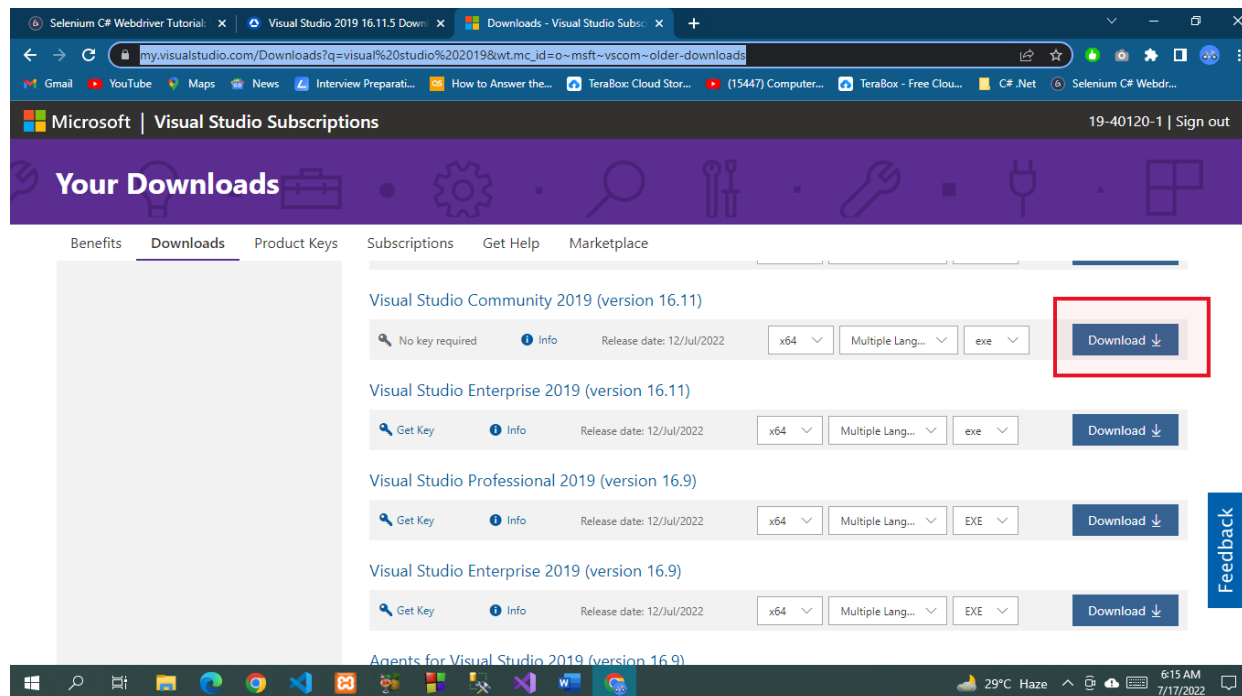 Selenium C# Webdriver Tutorial:
Visual Studio 2019 16.11.5 Down
Downloads - Visual Studio Subsc
my.visualstudio.com/Downloads?q=visual%20studio%202019&wt.mc_id=o~msft~vscom~older-downloads
Gmail YouTube Maps News Interview Preparati... How to Answer the... TeraBox: Cloud Stor... (15447) Computer... TeraBox - Free Clou... C# .Net Selenium C# Webdr...
Microsoft | Visual Studio Subscriptions 19-40120-1 | Sign out
Your Downloads
Benefits Downloads Product Keys Subscriptions Get Help Marketplace
Visual Studio Community 2019 (version 16.11)
No key required Info Release date: 12/Jul/2022 x64 Multiple Lang... exe Download
Visual Studio Enterprise 2019 (version 16.11)
Get Key Info Release date: 12/Jul/2022 x64 Multiple Lang... exe Download
Visual Studio Professional 2019 (version 16.9)
Get Key Info Release date: 12/Jul/2022 x64 Multiple Lang... EXE Download
Visual Studio Enterprise 2019 (version 16.9)
Get Key Info Release date: 12/Jul/2022 x64 Multiple Lang... EXE Download
Agents for Visual Studio 2019 (version 16.9)
Feedback
29°C Haze
6:15 AM
7/17/2022